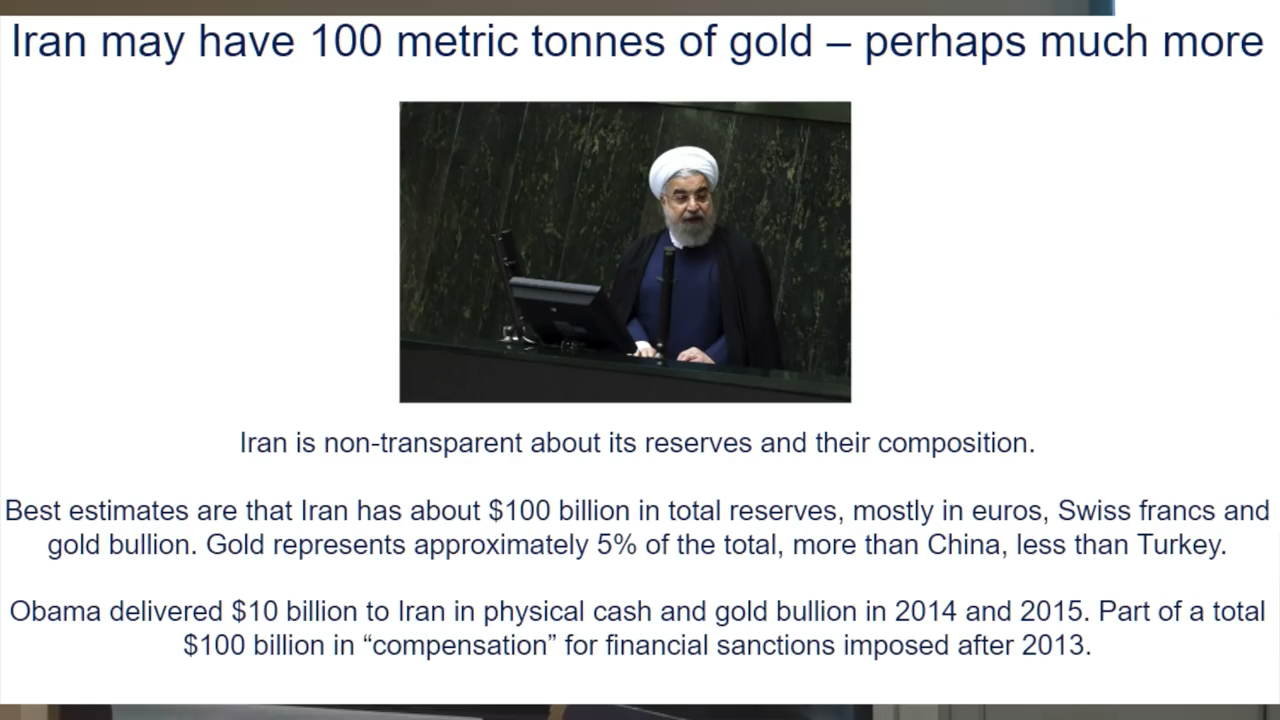 Iran may have 100 metric tonnes of gold – perhaps much more
Iran is non-transparent about its reserves and their composition.
Best estimates are that Iran has about $100 billion in total reserves, mostly in euros, Swiss francs and
gold bullion. Gold represents approximately 5% of the total, more than China, less than Turkey.
Obama delivered $10 billion to Iran in physical cash and gold bullion in 2014 and 2015. Part of a total
$100 billion in “compensation” for financial sanctions imposed after 2013.